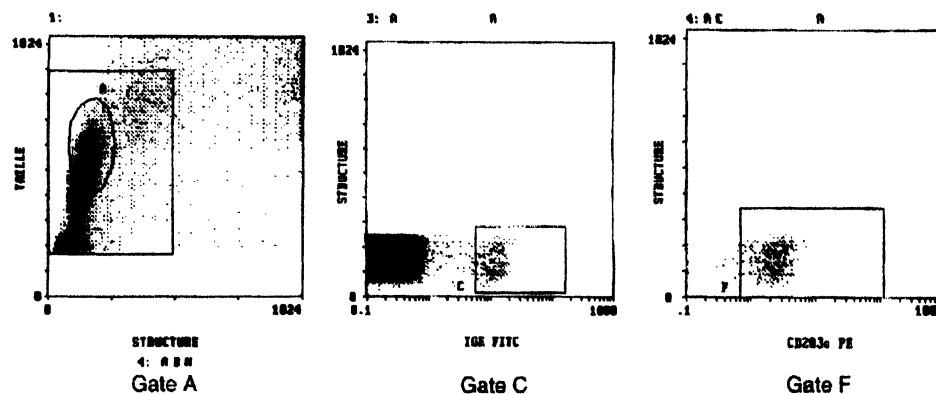 1:
1024
TAILLE
0
0
1024
STRUCTURE
4: A B N
Gate A
3: A A
1024
STRUCTURE
0
C
0.1
1000
IGE FITC
Gate C
4: A C A
1024
STRUCTURE
0
F
.1
CD203c PE
Gate F